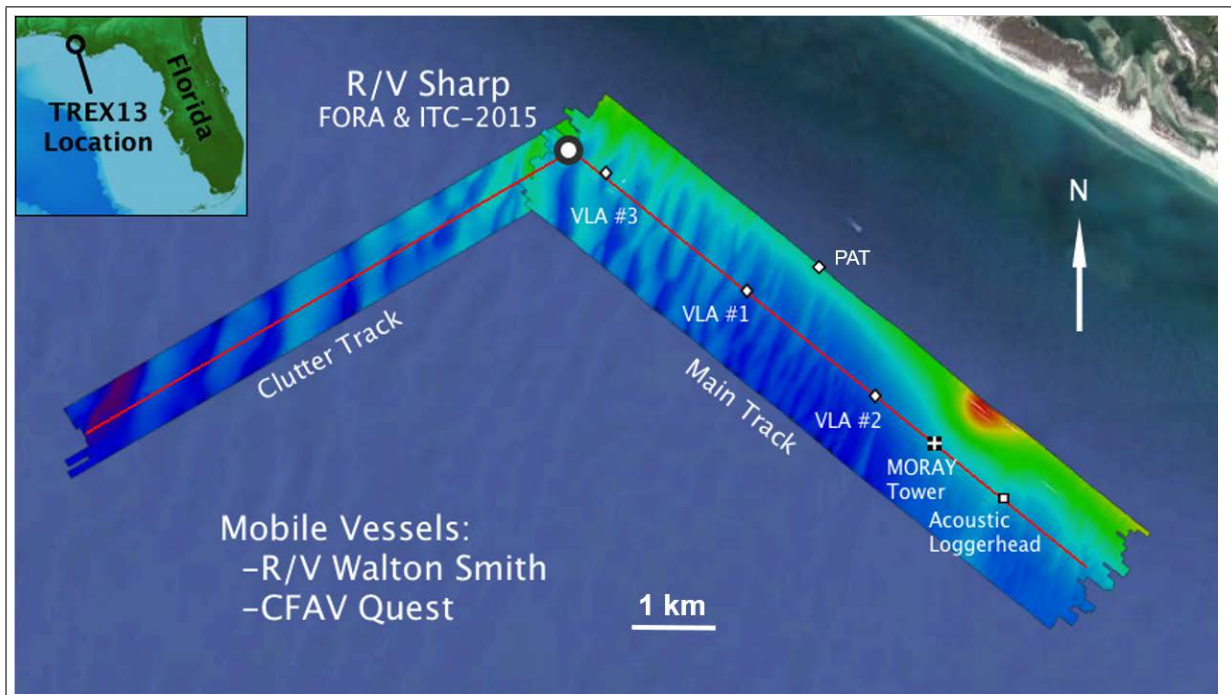 TREX13
Location
Florida
R/V Sharp
FORA & ITC-2015
N
VLA #3
PAT
VLA #1
Clutter Track
Main Track
VLA #2
MORAY
Tower
Acoustic
Loggerhead
Mobile Vessels:
-R/V Walton Smith
-CFAV Quest
1 km